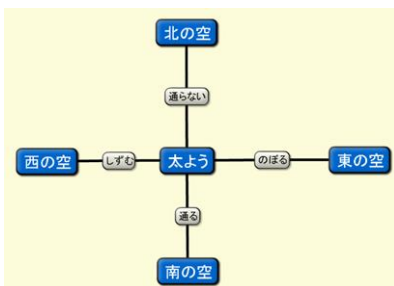 北の空
通らない
西の空
しずむ
太よう
のぼる
東の空
通る
南の空